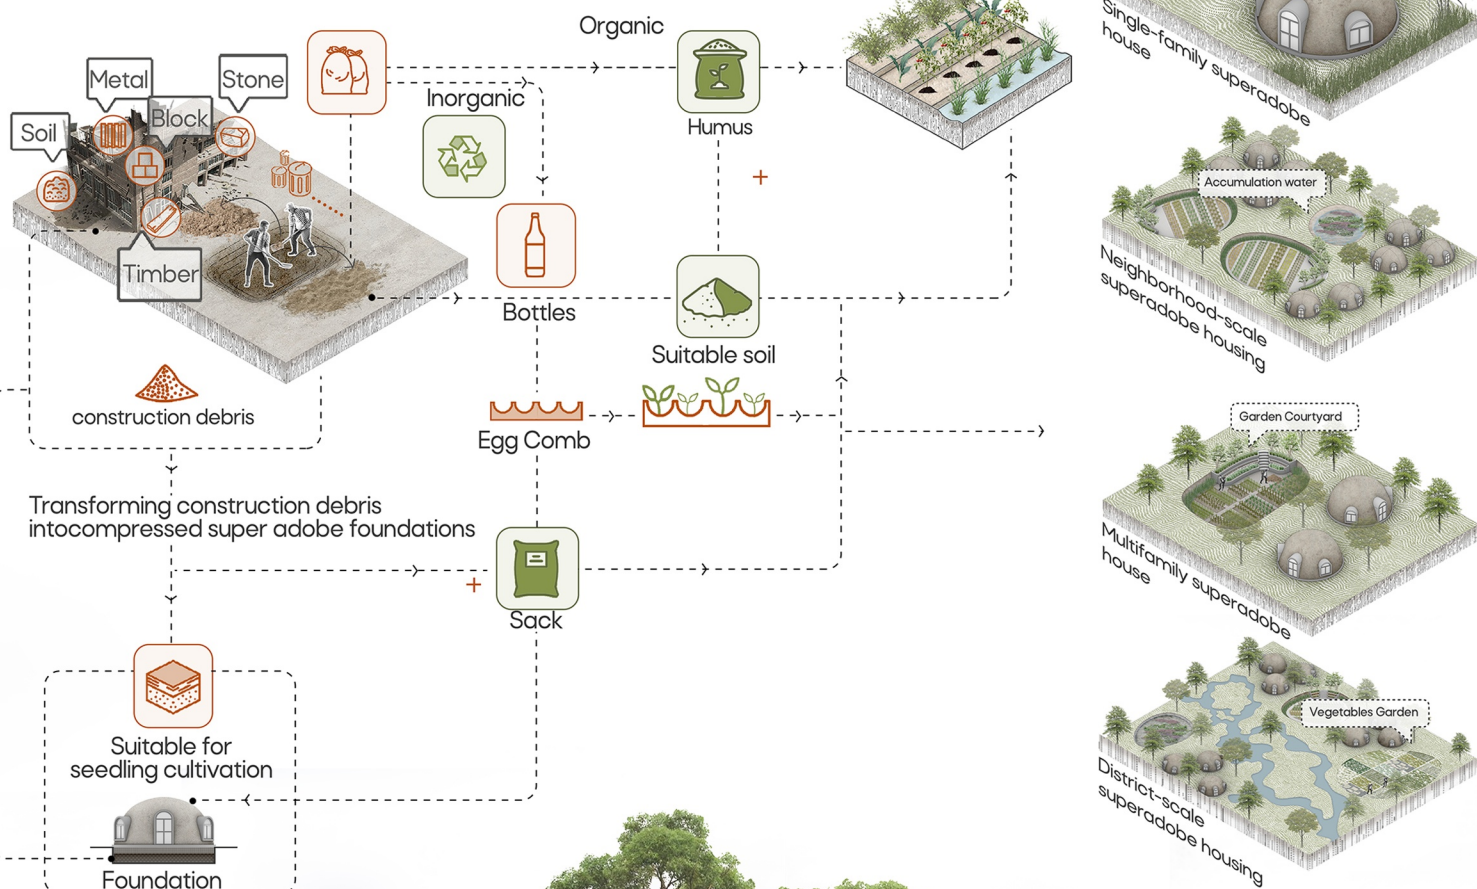 Organic
Inorganic
Metal
Stone
Block
Soil
Timber
Humus
Bottles
Suitable soil
construction debris
Egg Comb
Transforming construction debris
intocompressed super adobe foundations
Sack
Suitable for
seedling cultivation
Foundation
Single-family superadobe
house
Accumulation water
Neighborhood-scale
superadobe housing
Garden Courtyard
Multifamily superadobe
house
Vegetables Garden
District-scale
superadobe housing